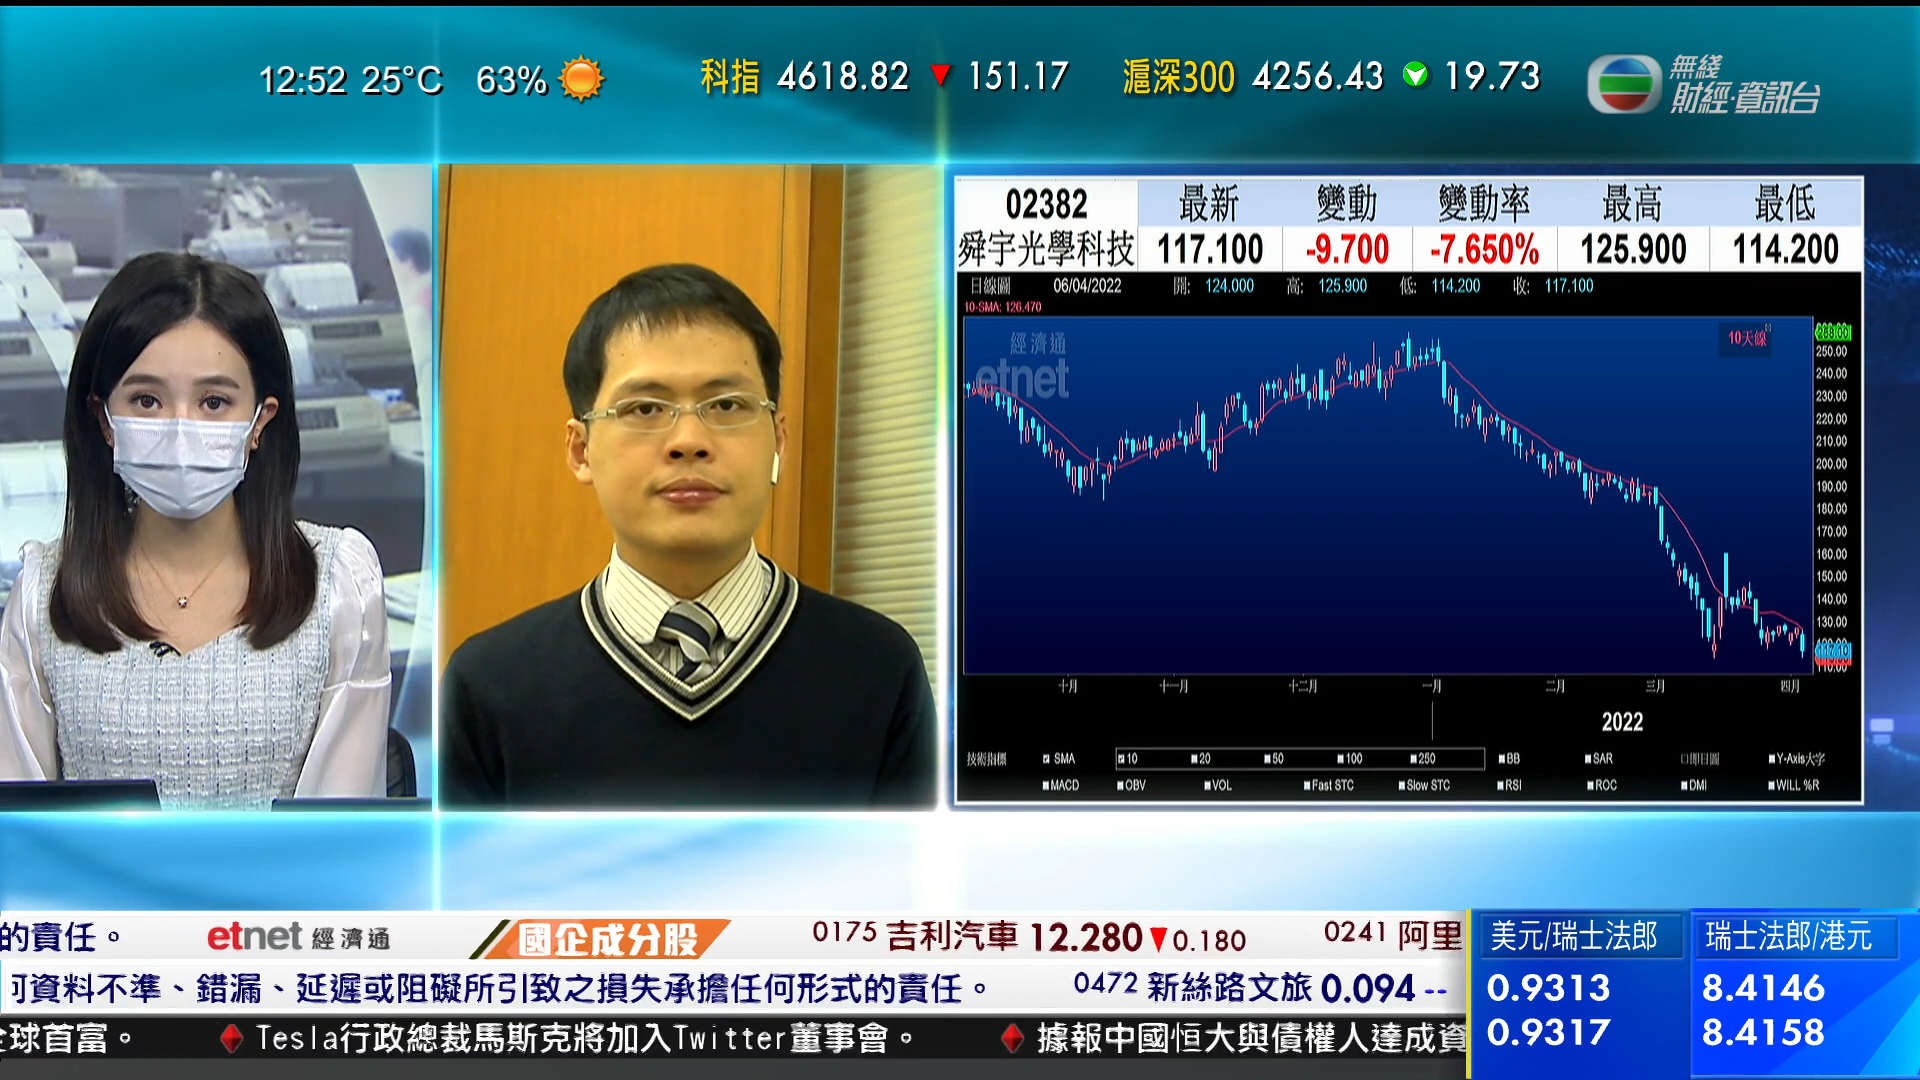 12:52 25°C 63%
科指 4618.82 ▼ 151.17
滬深300 4256.43 19.73
無綫
財經·資訊台
02382 最新 變動 變動率 最高 最低
舜宇光學科技 117.100 -9.700 -7.650% 125.900 114.200
日線圖 06/04/2022 開: 124.000 高: 125.900 低: 114.200 收: 117.100
10-SMA: 126.470
經濟通
etnet
10天線
250.00
240.00
230.00
220.00
210.00
200.00
190.00
180.00
170.00
160.00
150.00
140.00
130.00
117.10
110.00
十月 十一月 十二月 一月 二月 三月 四月
2022
技術指標 SMA 10 20 50 100 250 BB SAR 即日圖 Y-Axis大字
MACD OBV VOL Fast STC Slow STC RSI ROC DMI WILL %R
的責任。 etnet 經濟通 國企成分股 0175 吉利汽車 12.280 ▼ 0.180 0241 阿里
可資料不準、錯漏、延遲或阻礙所引致之損失承擔任何形式的責任。 0472 新絲路文旅 0.094 --
全球首富。 Tesla行政總裁馬斯克將加入Twitter董事會。 據報中國恒大與債權人達成資
美元/瑞士法郎
0.9313
0.9317
瑞士法郎/港元
8.4146
8.4158